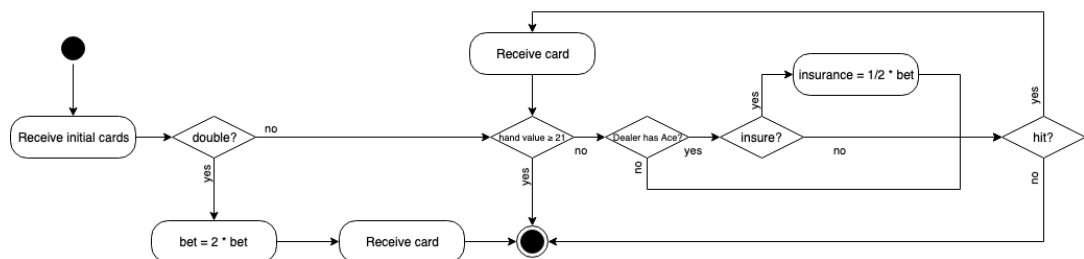 Receive card
insurance = 1/2 * bet
yes
yes
Receive initial cards
double?
no
hand value ≥ 21
no
Dealer has Ace?
yes
insure?
no
hit?
yes
yes
no
no
bet = 2 * bet
Receive card